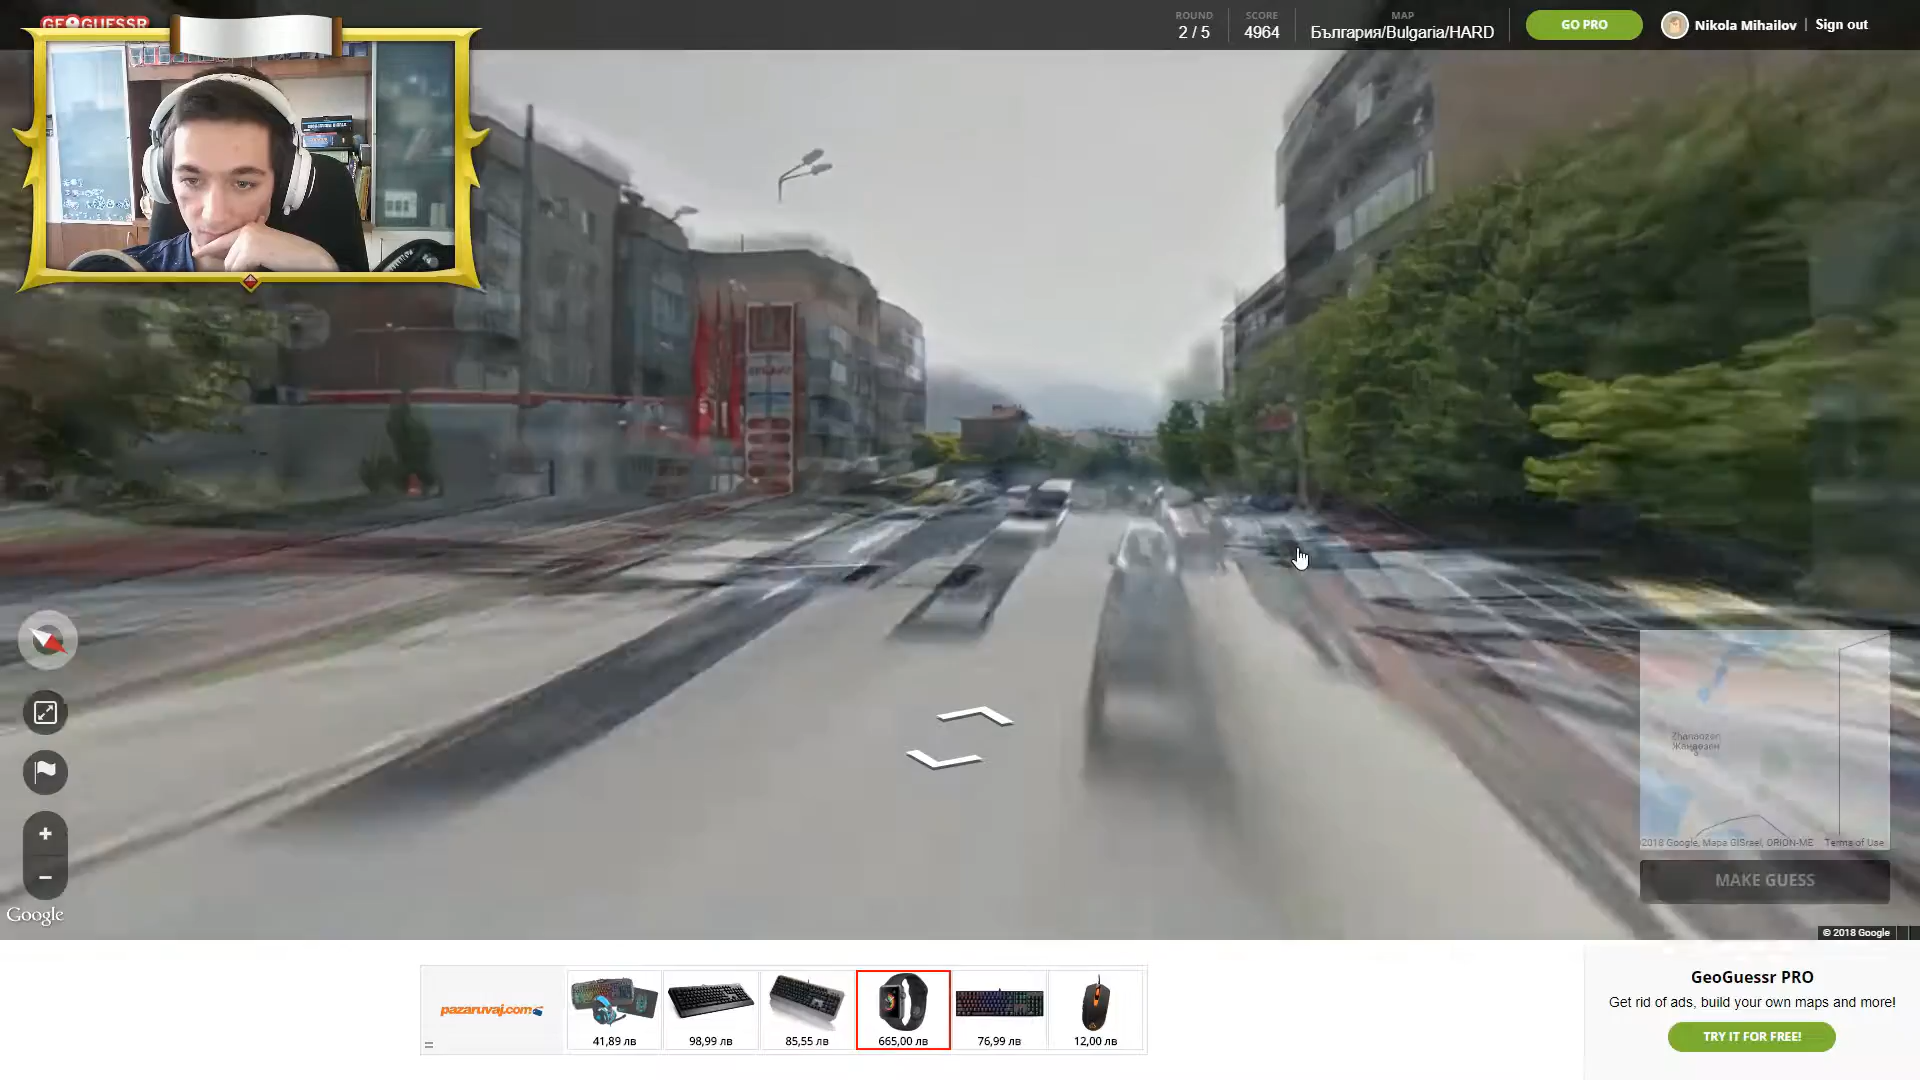 GEOGUESSR
ROUND
2 / 5
SCORE
4964
MAP
България/Bulgaria/HARD
GO PRO
Nikola Mihailov
Sign out
Zhanaozen
Жанаозен
2018 Google, Mapa GISrael, ORION-ME
Terms of Use
MAKE GUESS
Google
© 2018 Google
pazaruvaj.com
41,89 лв
98,99 лв
85,55 лв
665,00 лв
76,99 лв
12,00 лв
GeoGuessr PRO
Get rid of ads, build your own maps and more!
TRY IT FOR FREE!